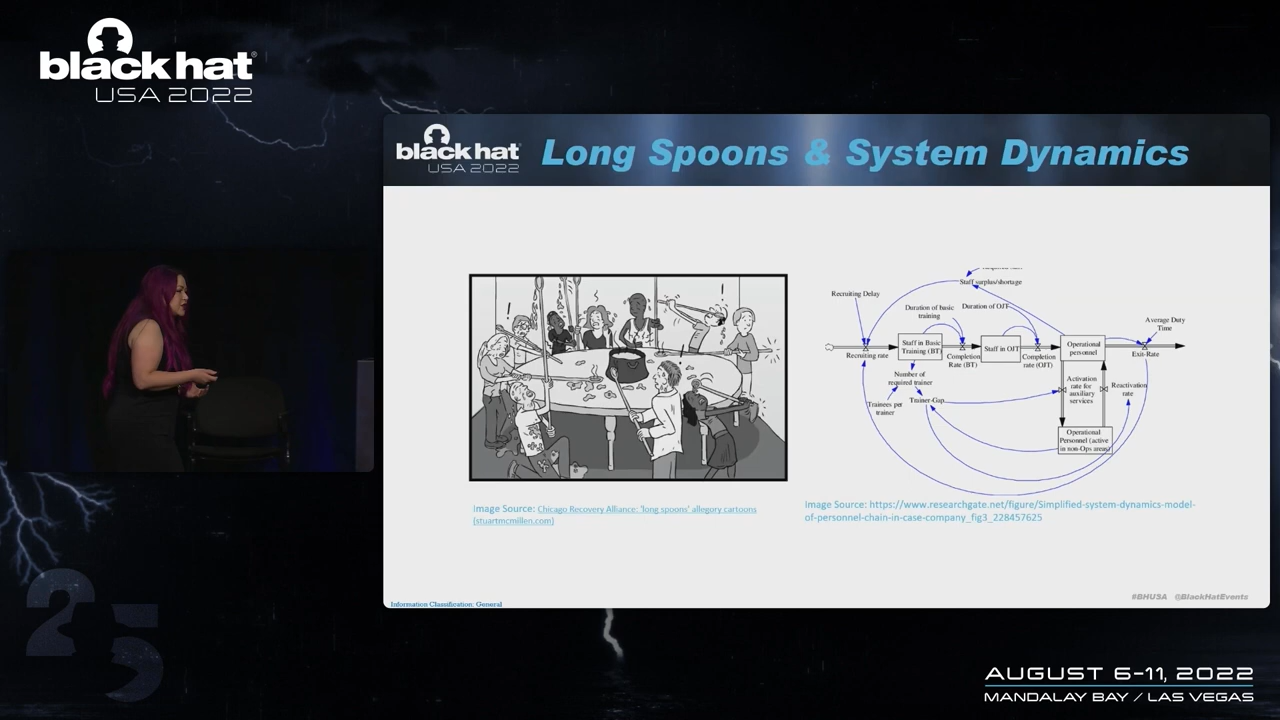 black hat®
USA 2022
black hat
USA 2022
Long Spoons & System Dynamics
Image Source: Chicago Recovery Alliance: 'long spoons' allegory cartoons
(stuartmcmillen.com)
Staff surplus/shortage
Recruiting Delay
Duration of basic
training
Duration of OJT
Average Duty
Time
Recruiting rate
Staff in Basic
Training (BT)
Completion
Rate (BT)
Staff in OJT
Completion
rate (OJT)
Operational
personnel
Exit-Rate
Number of
required trainer
Trainees per
trainer
Trainer-Gap
Activation
rate for
auxiliary
services
Reactivation
rate
Operational
Personnel (active
in non-Ops areas)
Image Source: https://www.researchgate.net/figure/Simplified-system-dynamics-model-
of-personnel-chain-in-case-company_fig3_228457625
Information Classification: General
#BHUSA @BlackHatEvents
25
AUGUST 6-11, 2022
MANDALAY BAY / LAS VEGAS